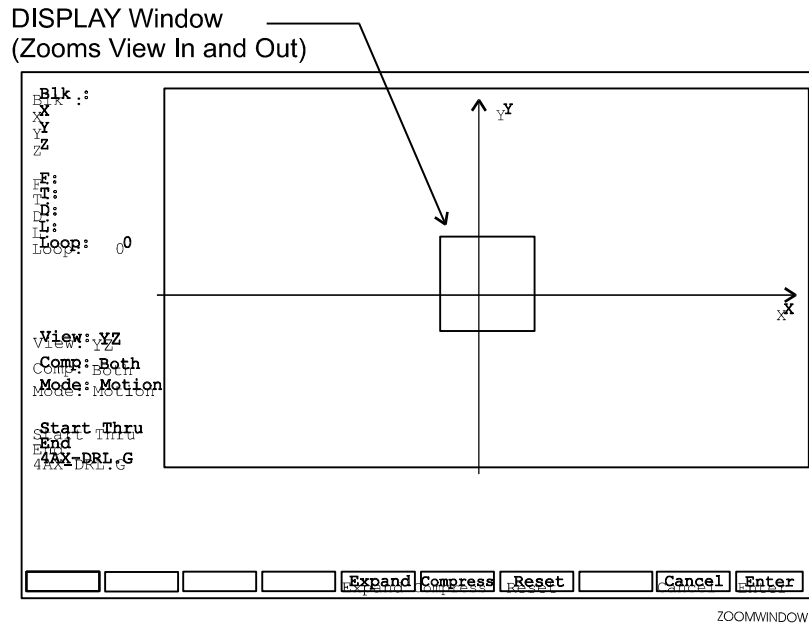 DISPLAY Window
(Zooms View In and Out)
Blk :
X
Y
Z
F:
T:
D:
L:
Loop: 0
View: YZ
Comp: Both
Mode: Motion
Start Thru
End
4AX-DRL.G
Y
X
Expand Compress Reset Cancel Enter
ZOOMWINDOW